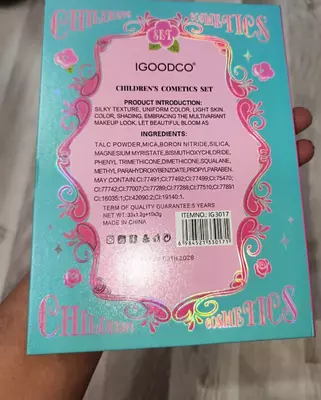 CHILDREN'S COSMETICS
SET
IGOODCO®
CHILDREN'S COMETICS SET
PRODUCT INTRODUCTION:
SILKY TEXTURE, UNIFORM COLOR, LIGHT SKIN.
COLOR, SHADING, EMBRACING THE MULTIVARIANT
MAKEUP LOOK, LET BEAUTIFUL BLOOM AS
INGREDIENTS:
TALC POWDER,MICA,BORON NITRIDE,SILICA,
MAGNESIUM MYRISTATE,BISMUTHOXYCHLORIDE,
PHENYL TRIMETHICONE,DIMETHICONE,SQUALANE,
METHYL PARAHYDROXYBENZOATE,PROPYLPARABEN
MAY CONTAIN:CI:77491;CI:77492;CI:77499;CI:75470;
CI:77742;CI:77007;CI:77289;CI:77288;CI:77510;CI:77891
CI:16035:1;CI:42090:2;CI:19140:1.
TERM OF QUALITY GUARANTEE:5 YEARS
NET WT:
MADE IN CHINA
ITEMNO.: IG3017
2028
CHILDREN'S
COSMETICS